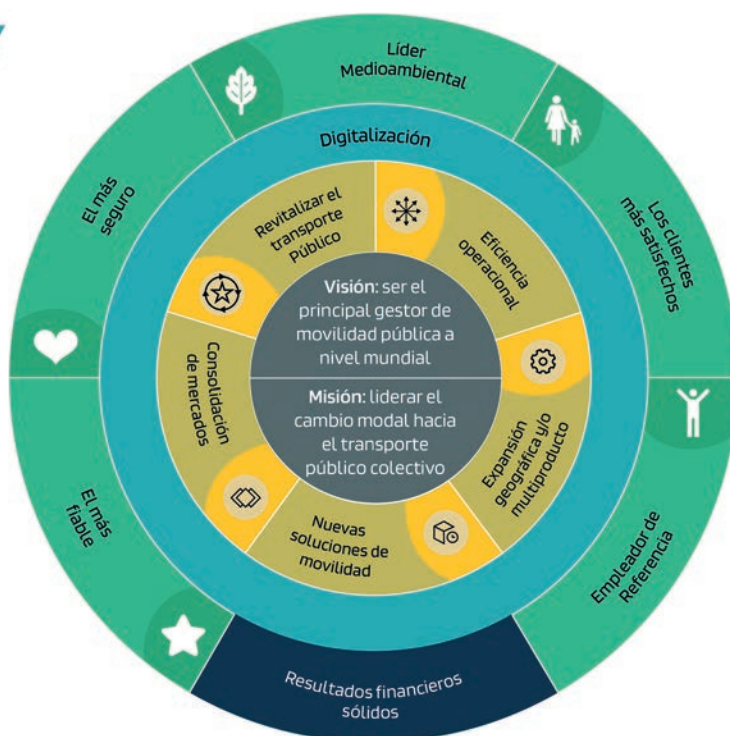 Líder
Medioambiental
Los clientes
más satisfechos
Empleador de
Referencia
Resultados financieros
sólidos
El más
fiable
El más
seguro
Digitalización
Revitalizar el
transporte
Público
Eficiencia
operacional
Expansión
geográfica y/o
multiproducto
Nuevas
soluciones de
movilidad
Consolidación
de mercados
Visión: ser el
principal gestor de
movilidad pública a
nivel mundial
Misión: liderar el
cambio modal hacia
el transporte
público colectivo